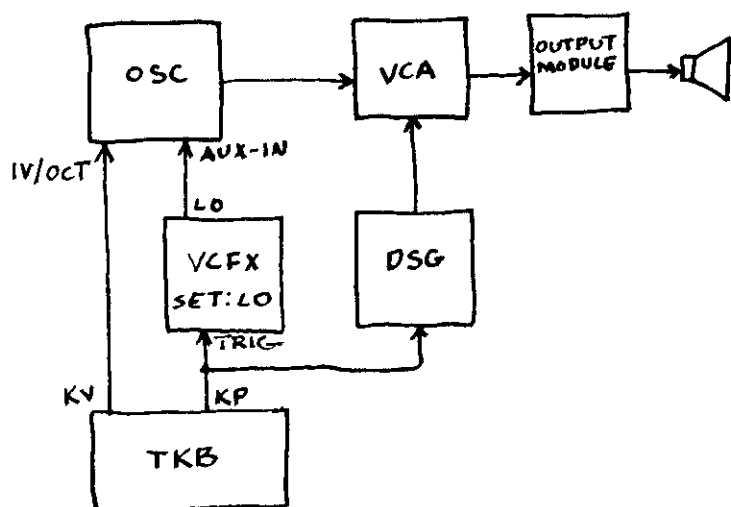 OSC
VCA
OUTPUT
MODULE
1V/OCT
AUX-IN
LO
VCFX
SET:LO
DSG
TRIG
KV
KP
TKB